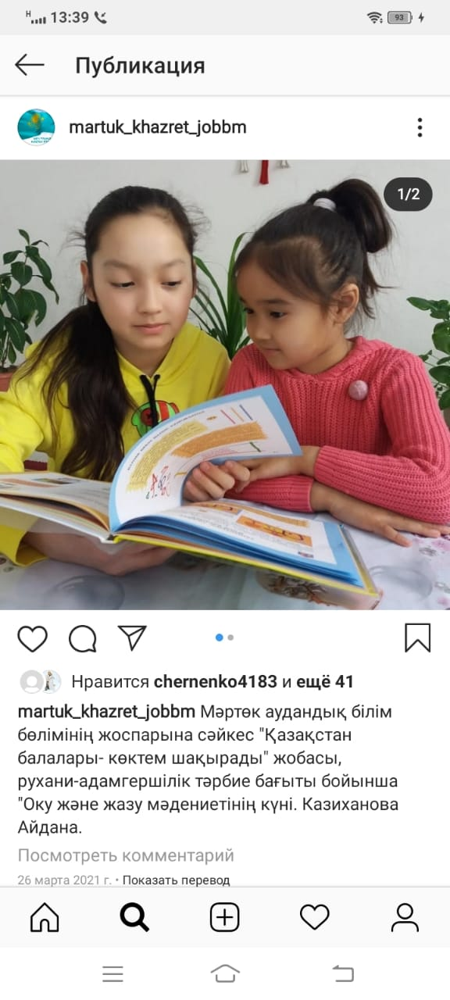 H 13:39 93
Публикация
martuk_khazret_jobbm
1/2
Нравится chernenko4183 и ещё 41
martuk_khazret_jobbm Мәртөк аудандық білім
бөлімінің жоспарына сәйкес "Қазақстан
балалары- көктем шақырады" жобасы,
рухани-адамгершілік тәрбие бағыты бойынша
"Оку және жазу мәдениетінің күні. Казиханова
Айдана.
Посмотреть комментарий
26 марта 2021 г. • Показать перевод